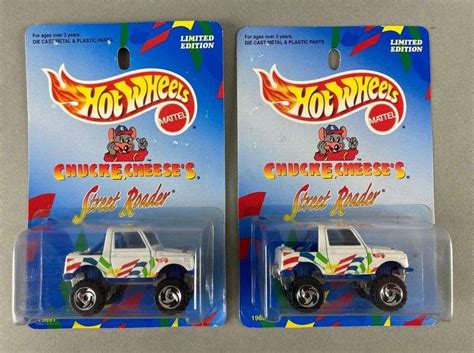 For ages over 3 years:
DIE CAST METAL & PLASTIC PARTS
LIMITED
EDITION
HOT WHEELS
MATTEL
CHUCK E. CHEESE'S
Street Roader
For ages over 3 years:
DIE CAST METAL & PLASTIC PARTS
LIMITED
EDITION
HOT WHEELS
MATTEL
CHUCK E. CHEESE'S
Street Roader